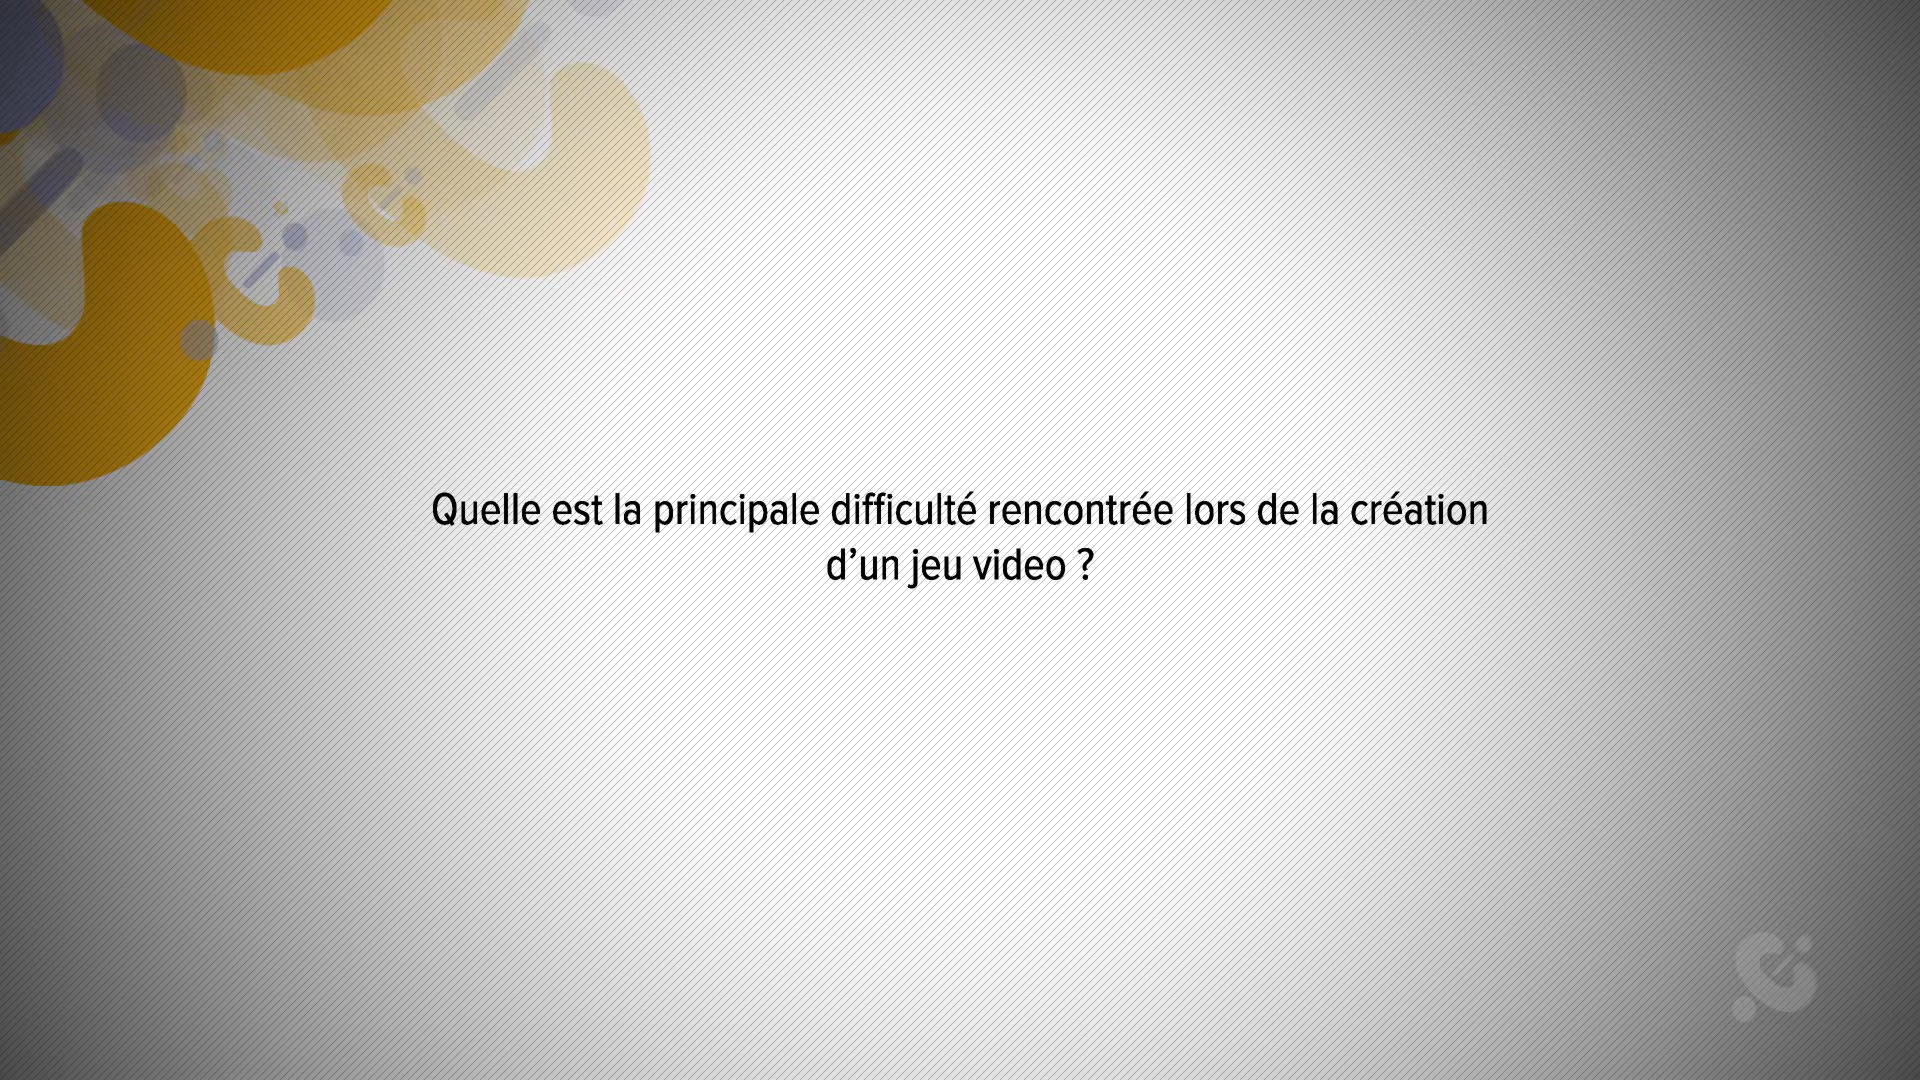 Quelle est la principale difficulté rencontrée lors de la création
d’un jeu video ?